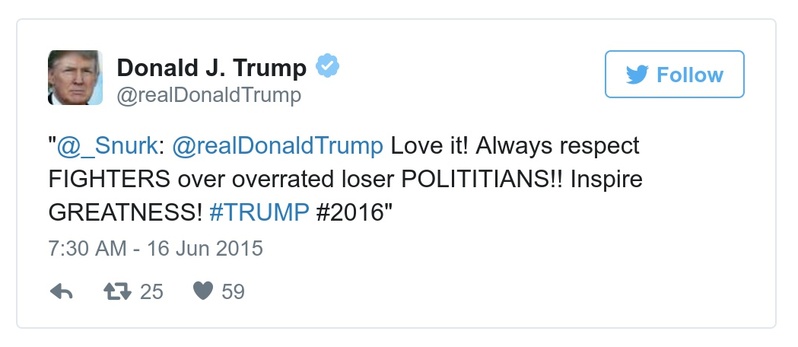 Donald J. Trump
@realDonaldTrump
Follow
"@_Snurk: @realDonaldTrump Love it! Always respect
FIGHTERS over overrated loser POLITITIANS!! Inspire
GREATNESS! #TRUMP #2016"
7:30 AM - 16 Jun 2015
25 59